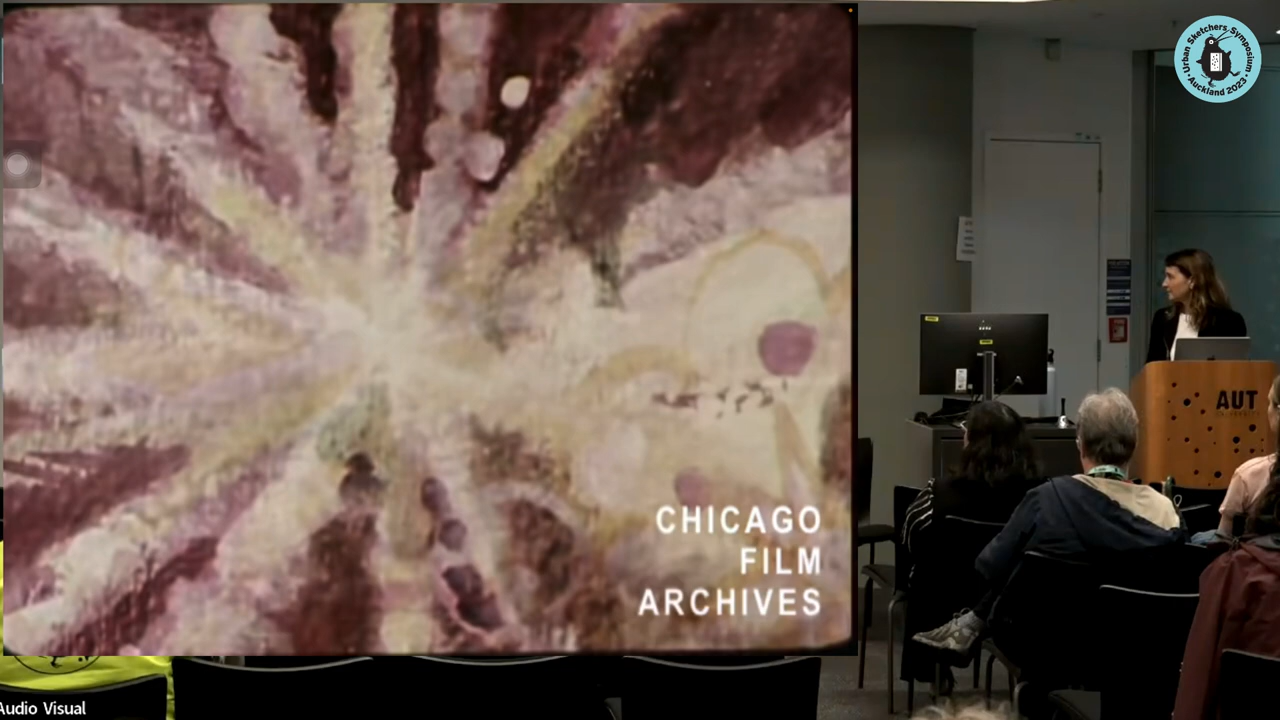 Urban Sketchers Symposium
Auckland 2023
AUT
CHICAGO
FILM
ARCHIVES
Audio Visual